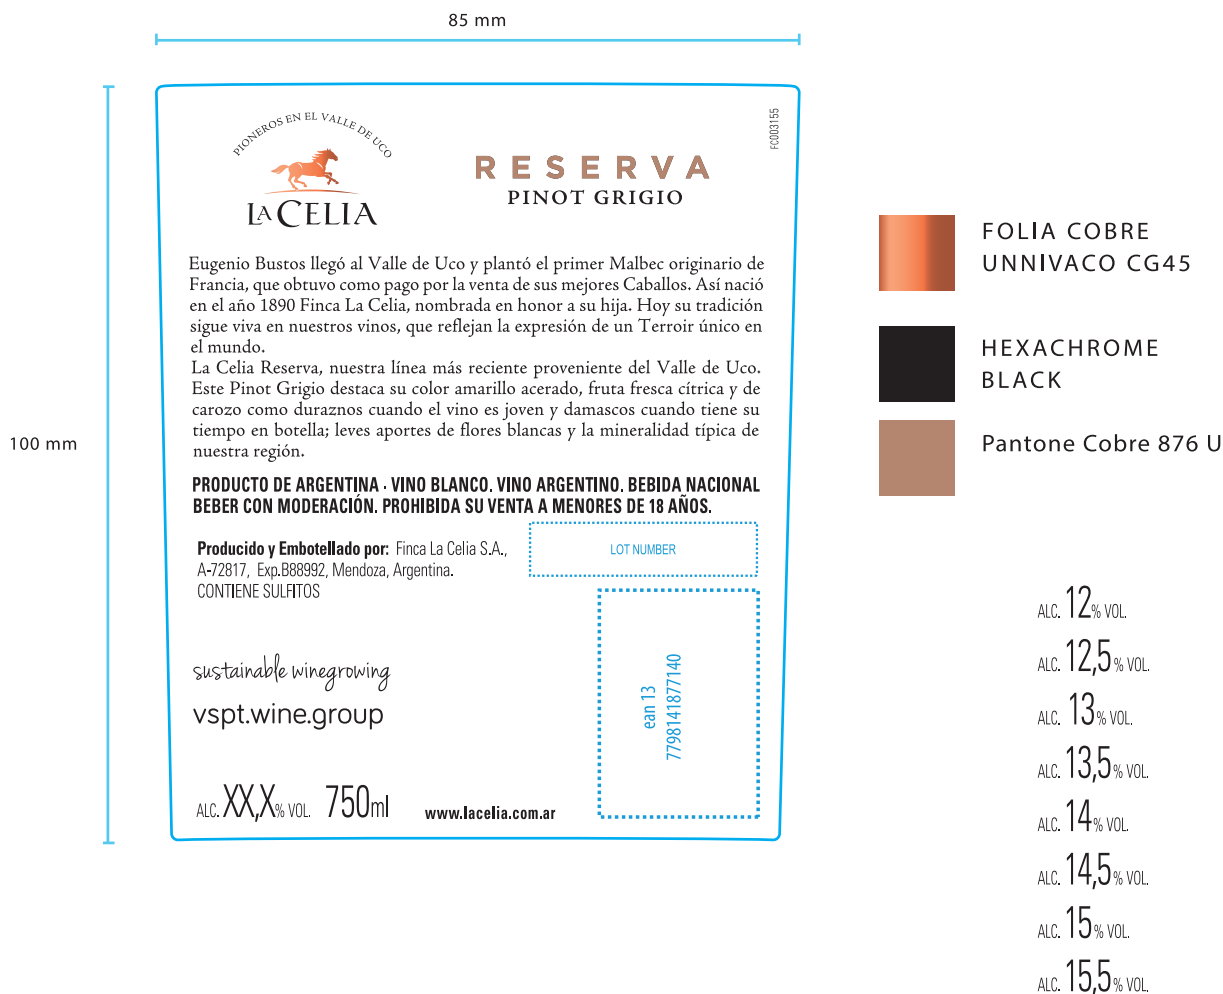 85 mm
100 mm
PIONEROS EN EL VALLE DE UCO
LA CELIA
RESERVA
PINOT GRIGIO
FC003155
Eugenio Bustos llegó al Valle de Uco y plantó el primer Malbec originario de
Francia, que obtuvo como pago por la venta de sus mejores Caballos. Así nació
en el año 1890 Finca La Celia, nombrada en honor a su hija. Hoy su tradición
sigue viva en nuestros vinos, que reflejan la expresión de un Terroir único en
el mundo.
La Celia Reserva, nuestra línea más reciente proveniente del Valle de Uco.
Este Pinot Grigio destaca su color amarillo acerado, fruta fresca cítrica y de
carozo como duraznos cuando el vino es joven y damascos cuando tiene su
tiempo en botella; leves aportes de flores blancas y la mineralidad típica de
nuestra región.
PRODUCTO DE ARGENTINA · VINO BLANCO. VINO ARGENTINO. BEBIDA NACIONAL
BEBER CON MODERACIÓN. PROHIBIDA SU VENTA A MENORES DE 18 AÑOS.
Producido y Embotellado por: Finca La Celia S.A.,
A-72817, Exp.B88992, Mendoza, Argentina.
CONTIENE SULFITOS
LOT NUMBER
ean 13
7798141877140
sustainable winegrowing
vspt.wine.group
ALC. XX,X% VOL. 750ml
www.lacelia.com.ar
FOLIA COBRE
UNNIVACO CG45
HEXACHROME
BLACK
Pantone Cobre 876 U
ALC. 12% VOL.
ALC. 12,5% VOL.
ALC. 13% VOL.
ALC. 13,5% VOL.
ALC. 14% VOL.
ALC. 14,5% VOL.
ALC. 15% VOL.
ALC. 15,5% VOL.